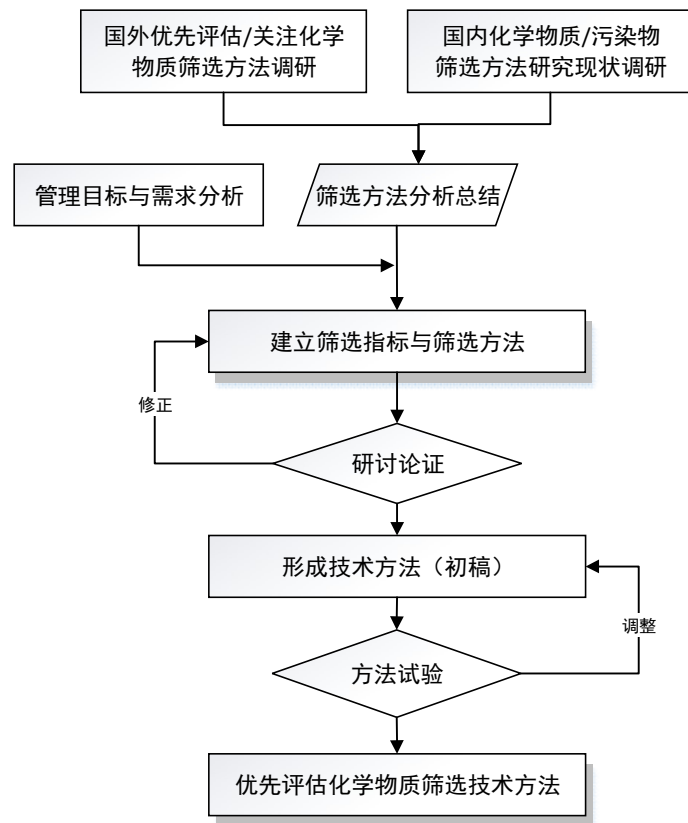 国外优先评估/关注化学
物质筛选方法调研
国内化学物质/污染物
筛选方法研究现状调研
管理目标与需求分析
筛选方法分析总结
建立筛选指标与筛选方法
修正
研讨论证
形成技术方法（初稿）
调整
方法试验
优先评估化学物质筛选技术方法